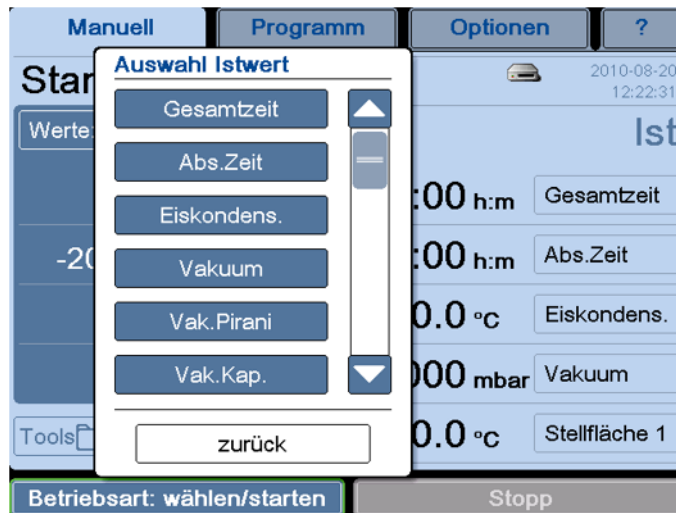 Manuell Programm Optionen ?
Auswahl Istwert
Star
2010-08-20
12:22:31
Werte:
Ist
Gesamtzeit
Abs.Zeit
Eiskondens.
Vakuum
Vak.Pirani
Vak.Kap.
zurück
-20
:00 h:m Gesamtzeit
:00 h:m Abs.Zeit
0.0 °C Eiskondens.
000 mbar Vakuum
0.0 °C Stellfläche 1
Tools
Betriebsart: wählen/starten Stopp